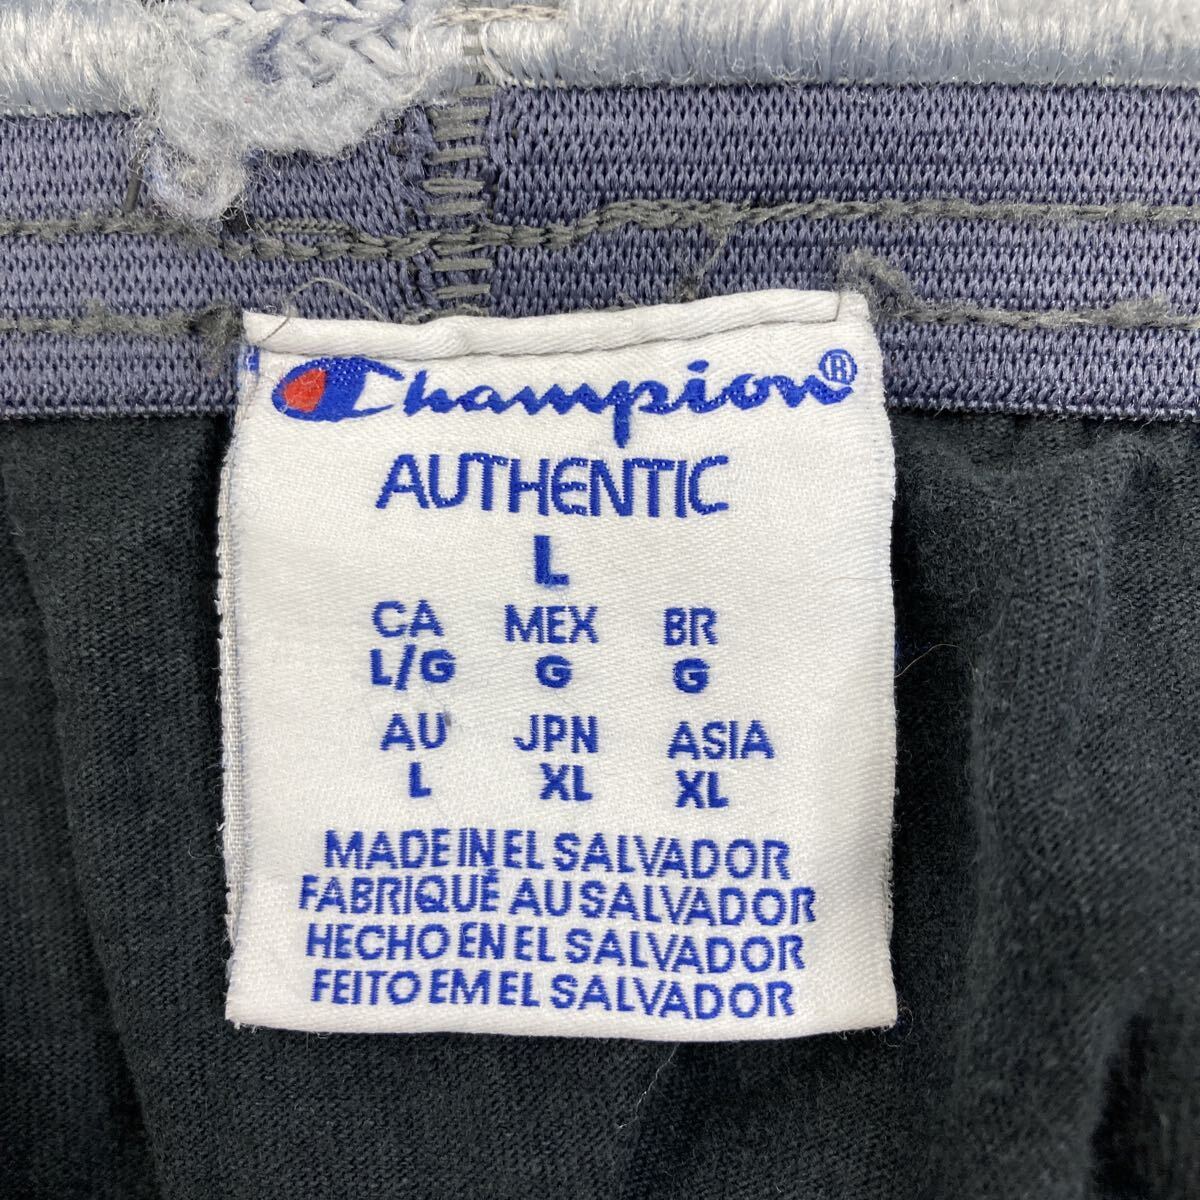 Champion®
AUTHENTIC
L
CA MEX BR
L/G G G
AU JPN ASIA
L XL XL
MADE IN EL SALVADOR
FABRIQUÉ AU SALVADOR
HECHO EN EL SALVADOR
FEITO EM EL SALVADOR